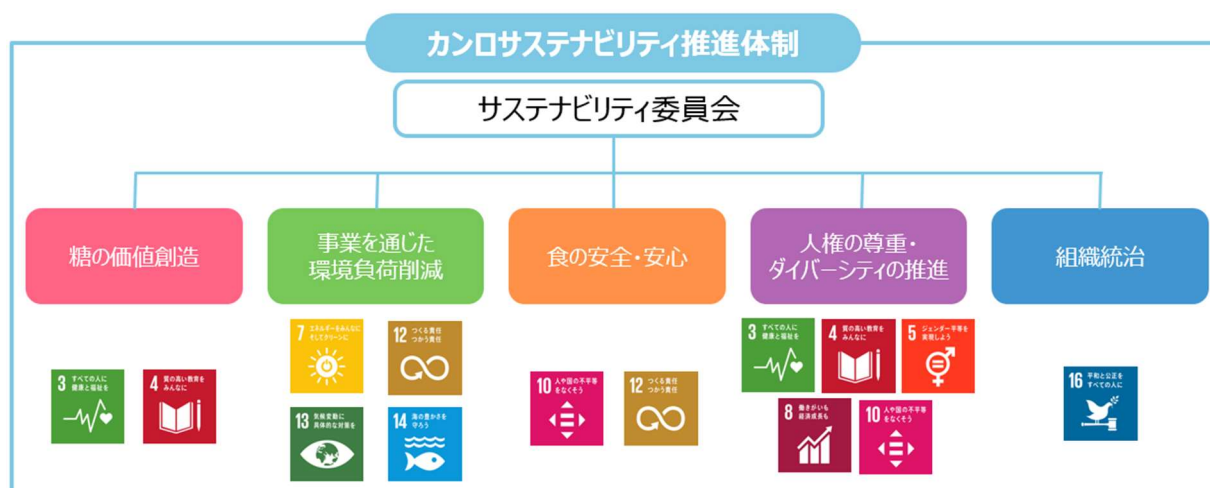 カンロサステナビリティ推進体制
サステナビリティ委員会
糖の価値創造
事業を通じた
環境負荷削減
食の安全・安心
人権の尊重・
ダイバーシティの推進
組織統治
3 すべての人に
健康と福祉を
4 質の高い教育を
みんなに
7 エネルギーをみんなに
そしてクリーンに
12 つくる責任
つかう責任
13 気候変動に
具体的な対策を
14 海の豊かさを
守ろう
10 人や国の不平等
をなくそう
12 つくる責任
つかう責任
3 すべての人に
健康と福祉を
4 質の高い教育を
みんなに
5 ジェンダー平等を
実現しよう
8 働きがいも
経済成長も
10 人や国の不平等
をなくそう
16 平和と公正を
すべての人に